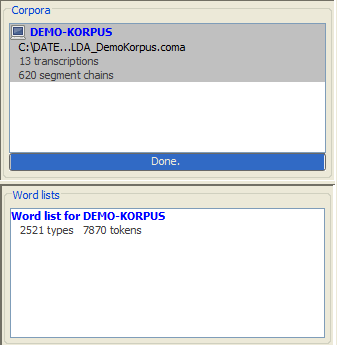 Corpora
DEMO-KORPUS
C:\DATE...LDA_DemoKorpus.coma
13 transcriptions
620 segment chains
Done.
Word lists
Word list for DEMO-KORPUS
2521 types 7870 tokens